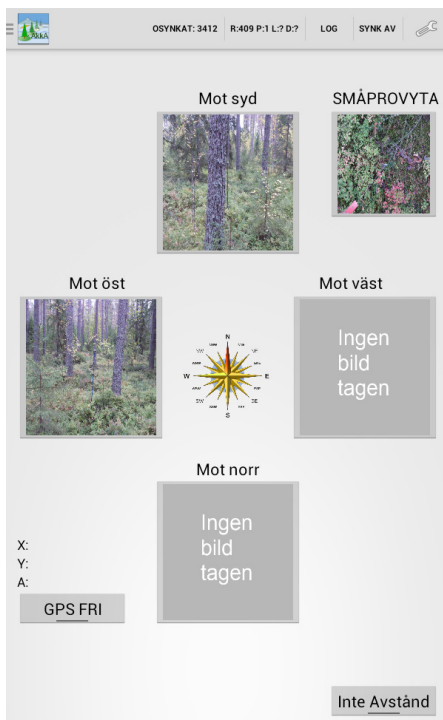 AkkA
OSYNKAT: 3412 R:409 P:1 L:? D:? LOG SYNK AV
Mot syd
SMÅPROVYTA
Mot öst
Mot väst
Ingen
bild
tagen
N
W
E
S
Mot norr
Ingen
bild
tagen
X:
Y:
A:
GPS FRI
Inte Avstånd